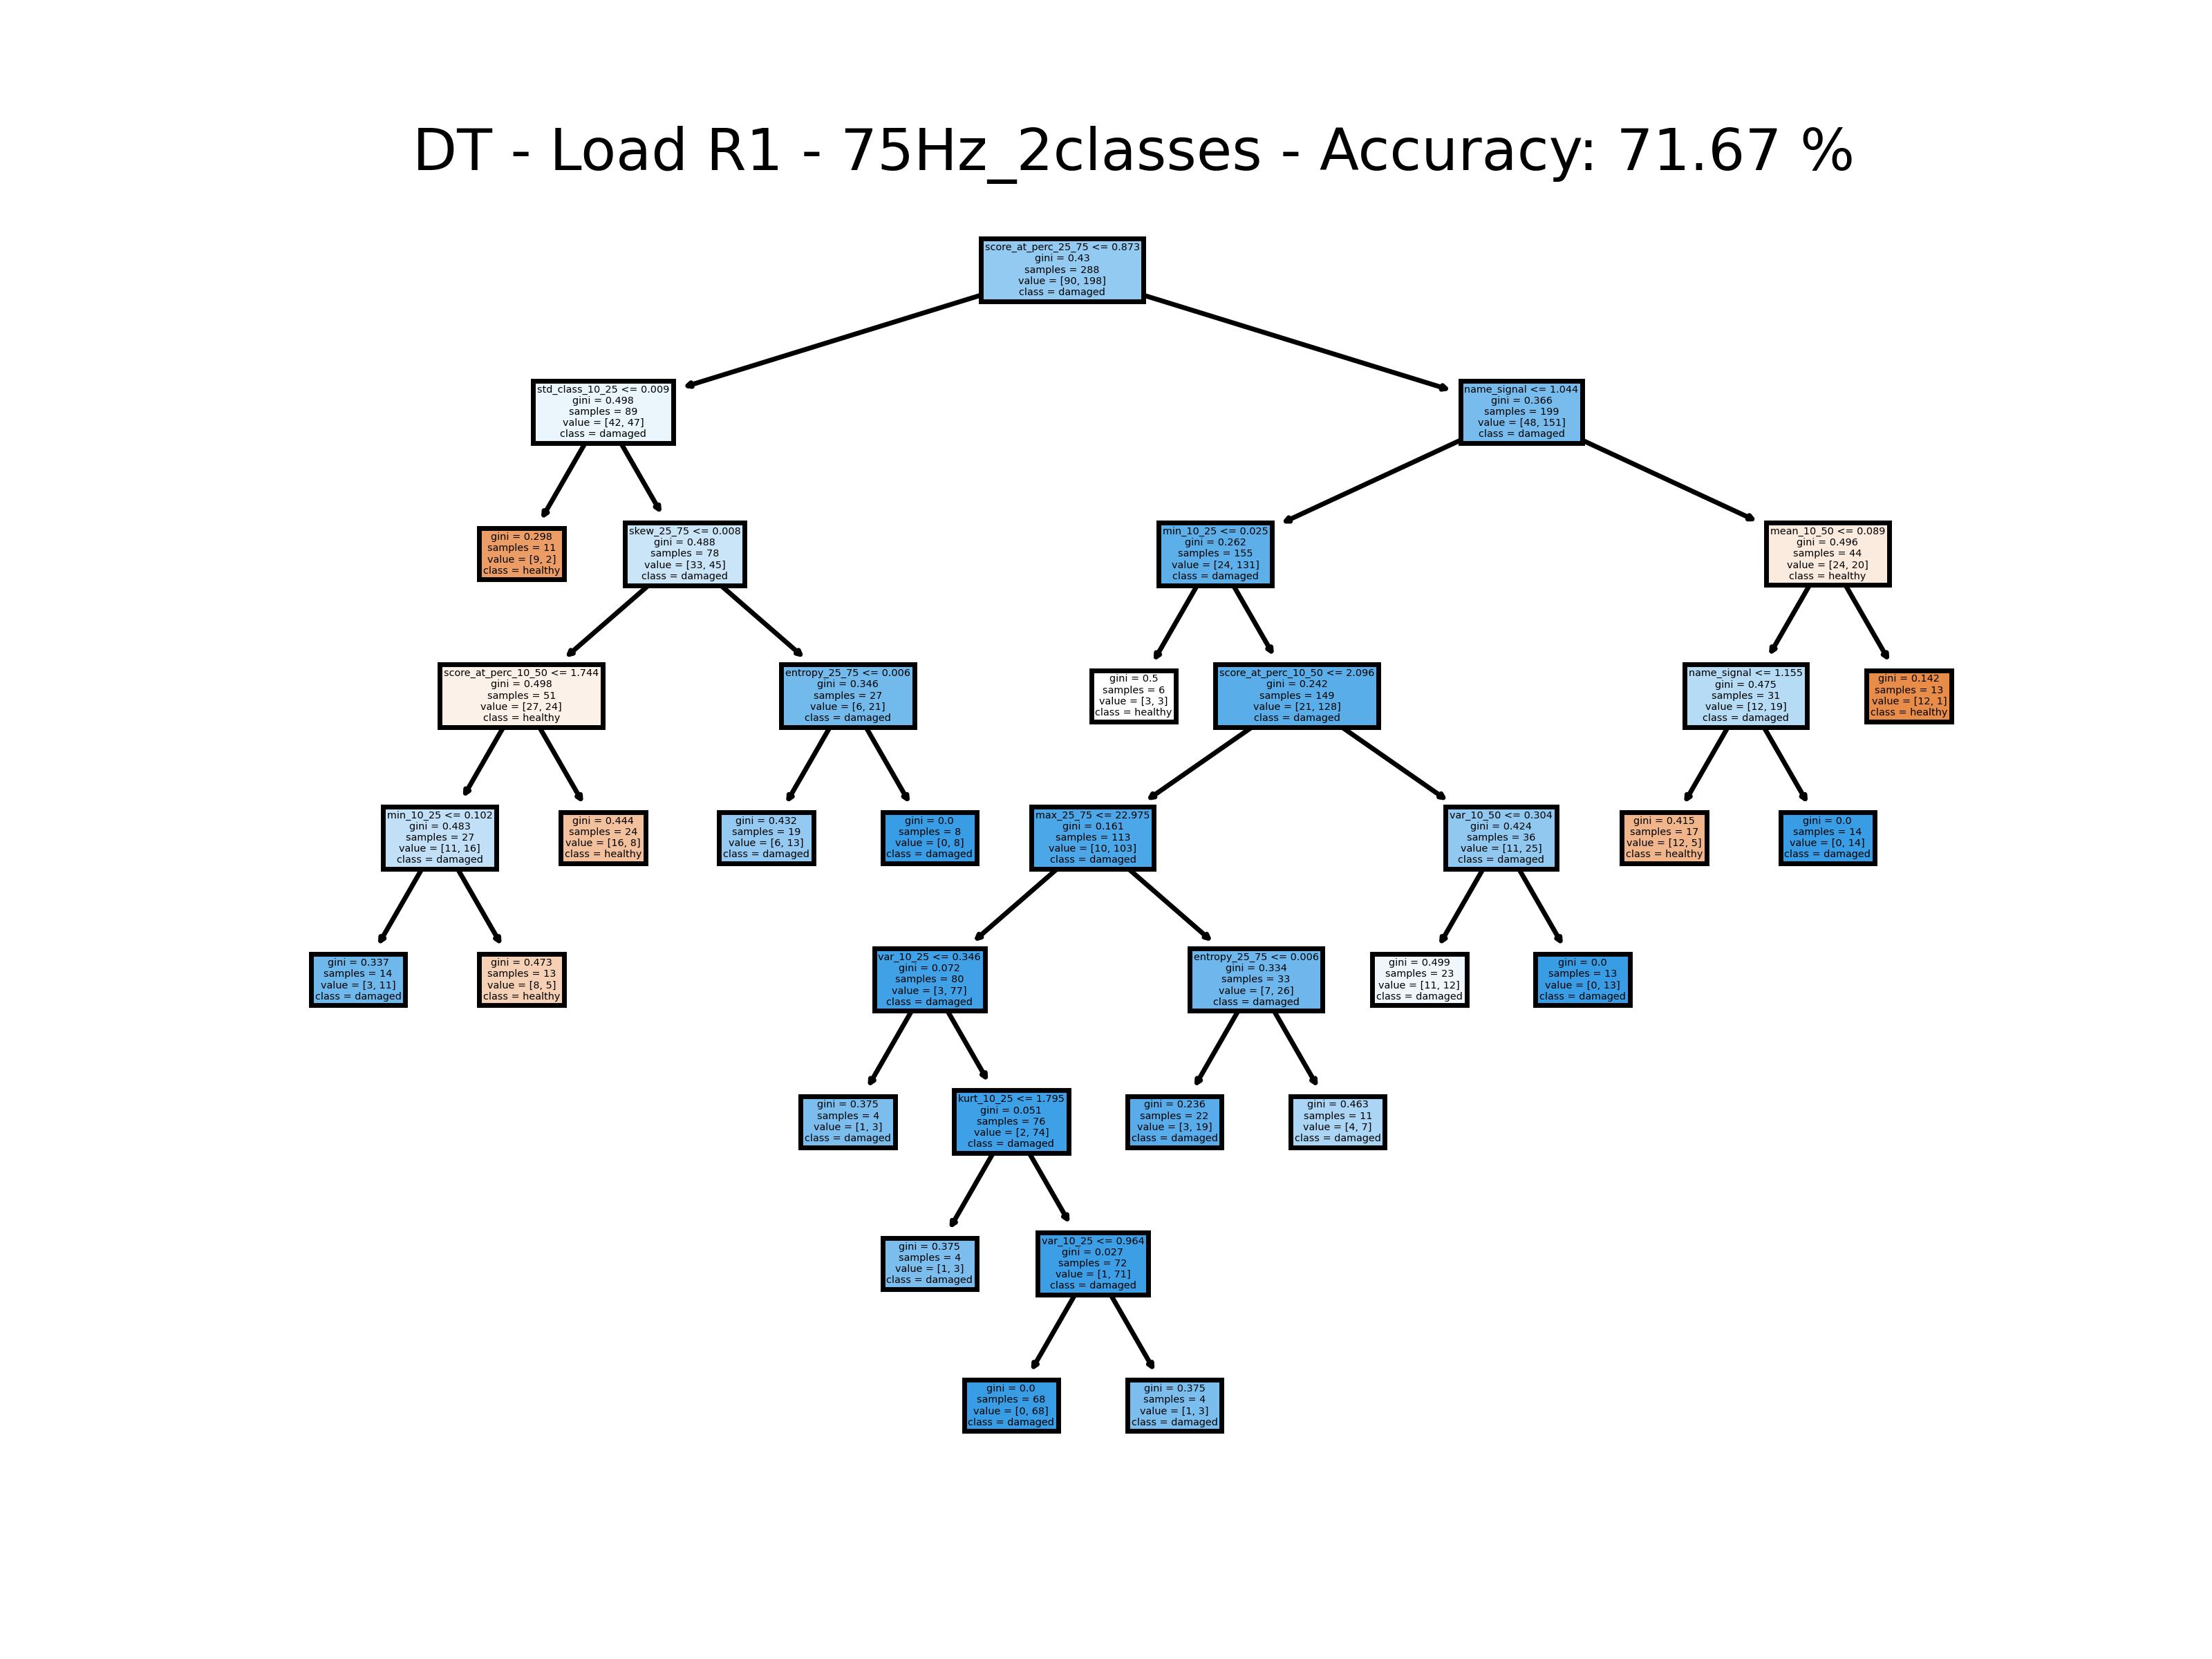 DT - Load R1 - 75Hz_2classes - Accuracy: 71.67 %
score_at_perc_25_75 <= 0.873
gini = 0.43
samples = 288
value = [90, 198]
class = damaged
std_class_10_25 <= 0.009
gini = 0.498
samples = 89
value = [42, 47]
class = damaged
name_signal <= 1.044
gini = 0.366
samples = 199
value = [48, 151]
class = damaged
gini = 0.298
samples = 11
value = [9, 2]
class = healthy
skew_25_75 <= 0.008
gini = 0.488
samples = 78
value = [33, 45]
class = damaged
min_10_25 <= 0.025
gini = 0.262
samples = 155
value = [24, 131]
class = damaged
mean_10_50 <= 0.089
gini = 0.496
samples = 44
value = [24, 20]
class = healthy
score_at_perc_10_50 <= 1.744
gini = 0.498
samples = 51
value = [27, 24]
class = healthy
entropy_25_75 <= 0.006
gini = 0.346
samples = 27
value = [6, 21]
class = damaged
gini = 0.5
samples = 6
value = [3, 3]
class = healthy
score_at_perc_10_50 <= 2.096
gini = 0.242
samples = 149
value = [21, 128]
class = damaged
name_signal <= 1.155
gini = 0.475
samples = 31
value = [12, 19]
class = damaged
gini = 0.142
samples = 13
value = [12, 1]
class = healthy
min_10_25 <= 0.102
gini = 0.483
samples = 27
value = [11, 16]
class = damaged
gini = 0.444
samples = 24
value = [16, 8]
class = healthy
gini = 0.432
samples = 19
value = [6, 13]
class = damaged
gini = 0.0
samples = 8
value = [0, 8]
class = damaged
max_25_75 <= 22.975
gini = 0.161
samples = 113
value = [10, 103]
class = damaged
var_10_50 <= 0.304
gini = 0.424
samples = 36
value = [11, 25]
class = damaged
gini = 0.415
samples = 17
value = [12, 5]
class = healthy
gini = 0.0
samples = 14
value = [0, 14]
class = damaged
gini = 0.337
samples = 14
value = [3, 11]
class = damaged
gini = 0.473
samples = 13
value = [8, 5]
class = healthy
var_10_25 <= 0.346
gini = 0.072
samples = 80
value = [3, 77]
class = damaged
entropy_25_75 <= 0.006
gini = 0.334
samples = 33
value = [7, 26]
class = damaged
gini = 0.499
samples = 23
value = [11, 12]
class = damaged
gini = 0.0
samples = 13
value = [0, 13]
class = damaged
gini = 0.375
samples = 4
value = [1, 3]
class = damaged
kurt_10_25 <= 1.795
gini = 0.051
samples = 76
value = [2, 74]
class = damaged
gini = 0.236
samples = 22
value = [3, 19]
class = damaged
gini = 0.463
samples = 11
value = [4, 7]
class = damaged
gini = 0.375
samples = 4
value = [1, 3]
class = damaged
var_10_25 <= 0.964
gini = 0.027
samples = 72
value = [1, 71]
class = damaged
gini = 0.0
samples = 68
value = [0, 68]
class = damaged
gini = 0.375
samples = 4
value = [1, 3]
class = damaged